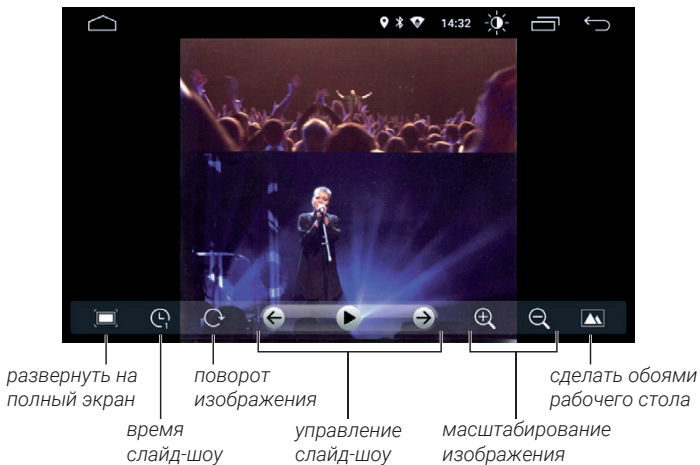 14:32
1
развернуть на
полный экран
поворот
изображения
сделать обоями
рабочего стола
время
слайд-шоу
управление
слайд-шоу
масштабирование
изображения